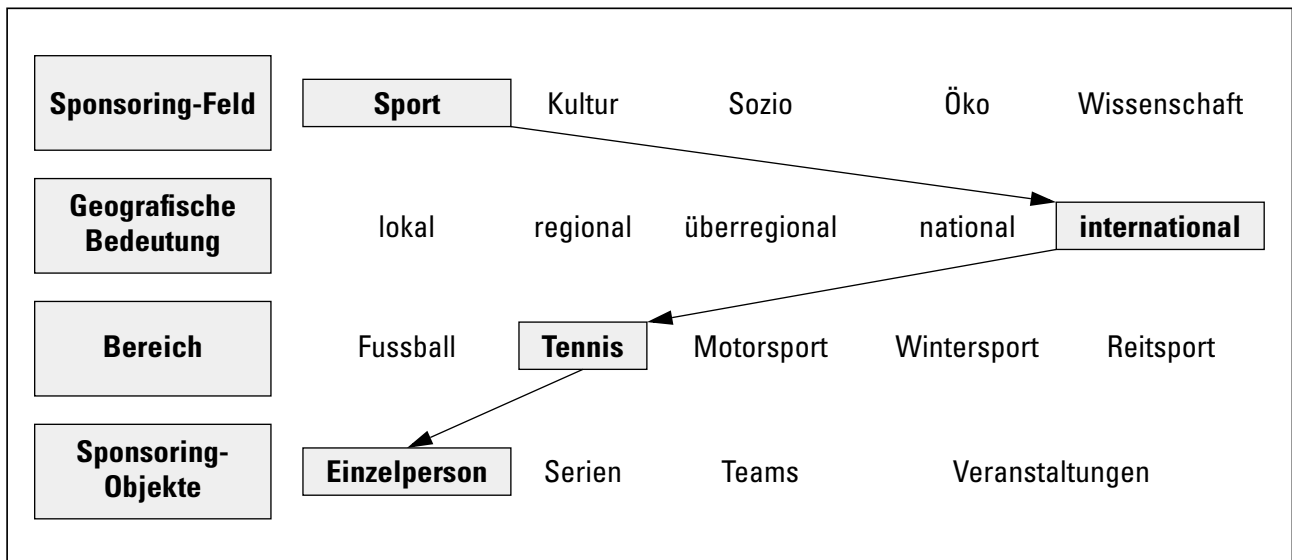 Sponsoring-Feld Sport Kultur Sozio Öko Wissenschaft
Geografische
Bedeutung
lokal regional überregional national international
Bereich Fussball Tennis Motorsport Wintersport Reitsport
Sponsoring-
Objekte
Einzelperson Serien Teams Veranstaltungen